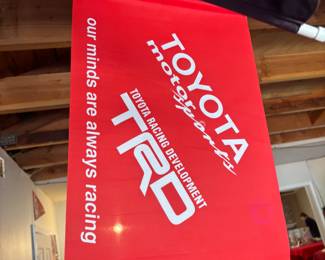 TOYOTA
motorsports
TOYOTA RACING DEVELOPMENT
TRD
our minds are always racing